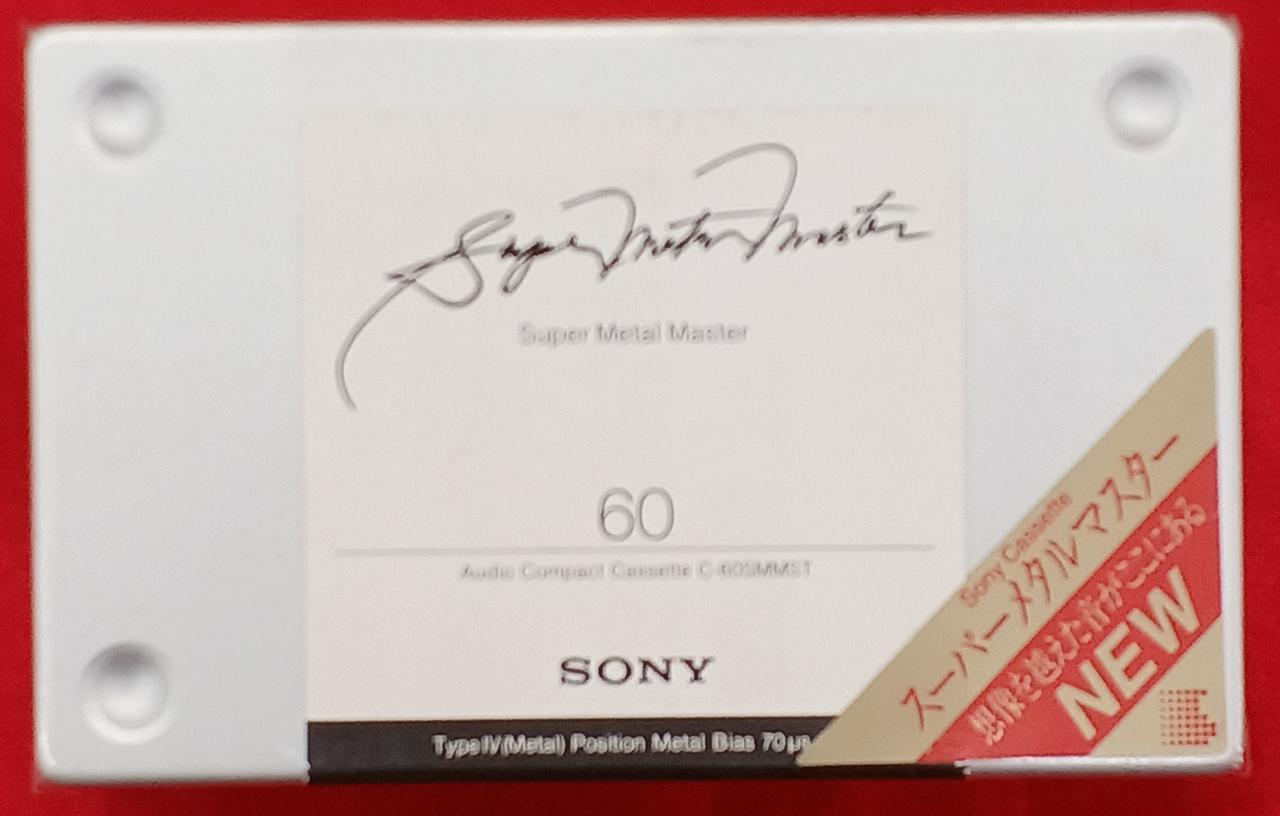 Super Metal Master
Super Metal Master
60
Audio Compact Cassette C-60SMMST
SONY
Type IV (Metal) Position Metal Bias 70μs
Sony Cassette
スーパーメタルマスター
想像を越えた音がここにある
NEW